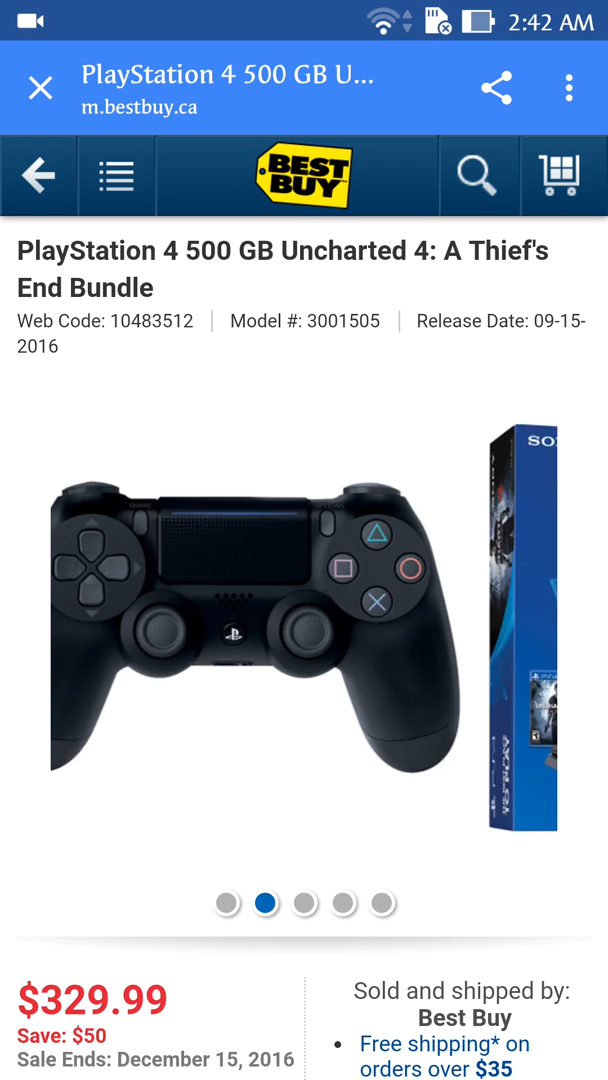 2:42 AM
PlayStation 4 500 GB U...
m.bestbuy.ca
BEST
BUY
PlayStation 4 500 GB Uncharted 4: A Thief's
End Bundle
Web Code: 10483512 | Model #: 3001505 | Release Date: 09-15-
2016
SO
$329.99
Save: $50
Sale Ends: December 15, 2016
Sold and shipped by:
Best Buy
• Free shipping* on
orders over $35